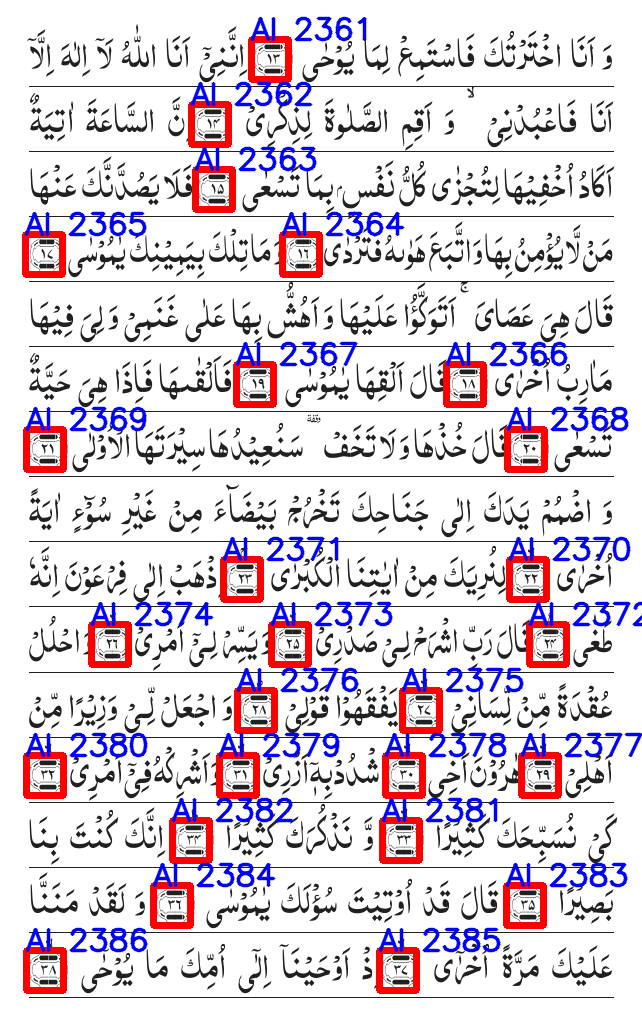 AI 2361
وَ اَنَا اخْتَرْتُكَ فَاسْتَمِعْ لِمَا يُوْحٰى ١٣ اِنَّنِيْۤ اَنَا اللّٰهُ لَاۤ اِلٰهَ اِلَّاۤ
AI 2362
اَنَا فَاعْبُدْنِيْ ۙ وَ اَقِمِ الصَّلٰوةَ لِذِكْرِيْ ١٤ نَّ السَّاعَةَ اٰتِيَةٌ
AI 2363
اَكَادُ اُخْفِيْهَا لِتُجْزٰى كُلُّ نَفْسٍۭ بِمَا تَسْعٰى ١٥ فَلَا يَصُدَّنَّكَ عَنْهَا
AI 2365 AI 2364
مَنْ لَّا يُؤْمِنُ بِهَا وَ اتَّبَعَ هَوٰىهُ فَتَرْدٰى ١٦ وَ مَا تِلْكَ بِيَمِيْنِكَ يٰمُوْسٰى ١٧
قَالَ هِيَ عَصَايَ ۚ اَتَوَكَّؤُا عَلَيْهَا وَ اَهُشُّ بِهَا عَلٰى غَنَمِيْ وَ لِيَ فِيْهَا
AI 2367 AI 2366
مَاٰرِبُ اُخْرٰى ١٨ قَالَ اَلْقِهَا يٰمُوْسٰى ١٩ فَاَلْقٰىهَا فَاِذَا هِيَ حَيَّةٌ
AI 2369 AI 2368
تَسْعٰى ٢٠ قَالَ خُذْهَا وَ لَا تَخَفْ وقفة سَنُعِيْدُهَا سِيْرَتَهَا الْاُوْلٰى ٢١
وَ اضْمُمْ يَدَكَ اِلٰى جَنَاحِكَ تَخْرُجْ بَيْضَآءَ مِنْ غَيْرِ سُوْٓءٍ اٰيَةً
AI 2371 AI 2370
اُخْرٰى ٢٢ لِنُرِيَكَ مِنْ اٰيٰتِنَا الْكُبْرٰى ٢٣ ذْهَبْ اِلٰى فِرْعَوْنَ اِنَّهٗ
AI 2374 AI 2373 AI 2372
طَغٰى ٢٤ قَالَ رَبِّ اشْرَحْ لِيْ صَدْرِيْ ٢٥ وَ يَسِّرْ لِيْۤ اَمْرِيْ ٢٦ وَ احْلُلْ
AI 2376 AI 2375
عُقْدَةً مِّنْ لِّسَانِيْ ٢٧ يَفْقَهُوْا قَوْلِيْ ٢٨ وَ اجْعَلْ لِّيْ وَزِيْرًا مِّنْ
AI 2380 AI 2379 AI 2378 AI 2377
اَهْلِيْ ٢٩ هٰرُوْنَ اَخِي ٣٠ شْدُدْ بِهٖۤ اَزْرِيْ ٣١ وَ اَشْرِكْهُ فِيْۤ اَمْرِيْ ٣٢
AI 2382 AI 2381
كَيْ نُسَبِّحَكَ كَثِيْرًا ٣٣ وَّ نَذْكُرَكَ كَثِيْرًا ٣٤ اِنَّكَ كُنْتَ بِنَا
AI 2384 AI 2383
بَصِيْرًا ٣٥ قَالَ قَدْ اُوْتِيْتَ سُؤْلَكَ يٰمُوْسٰى ٣٦ وَ لَقَدْ مَنَنَّا
AI 2386 AI 2385
عَلَيْكَ مَرَّةً اُخْرٰۤى ٣٧ ذْ اَوْحَيْنَاۤ اِلٰۤى اُمِّكَ مَا يُوْحٰۤى ٣٨